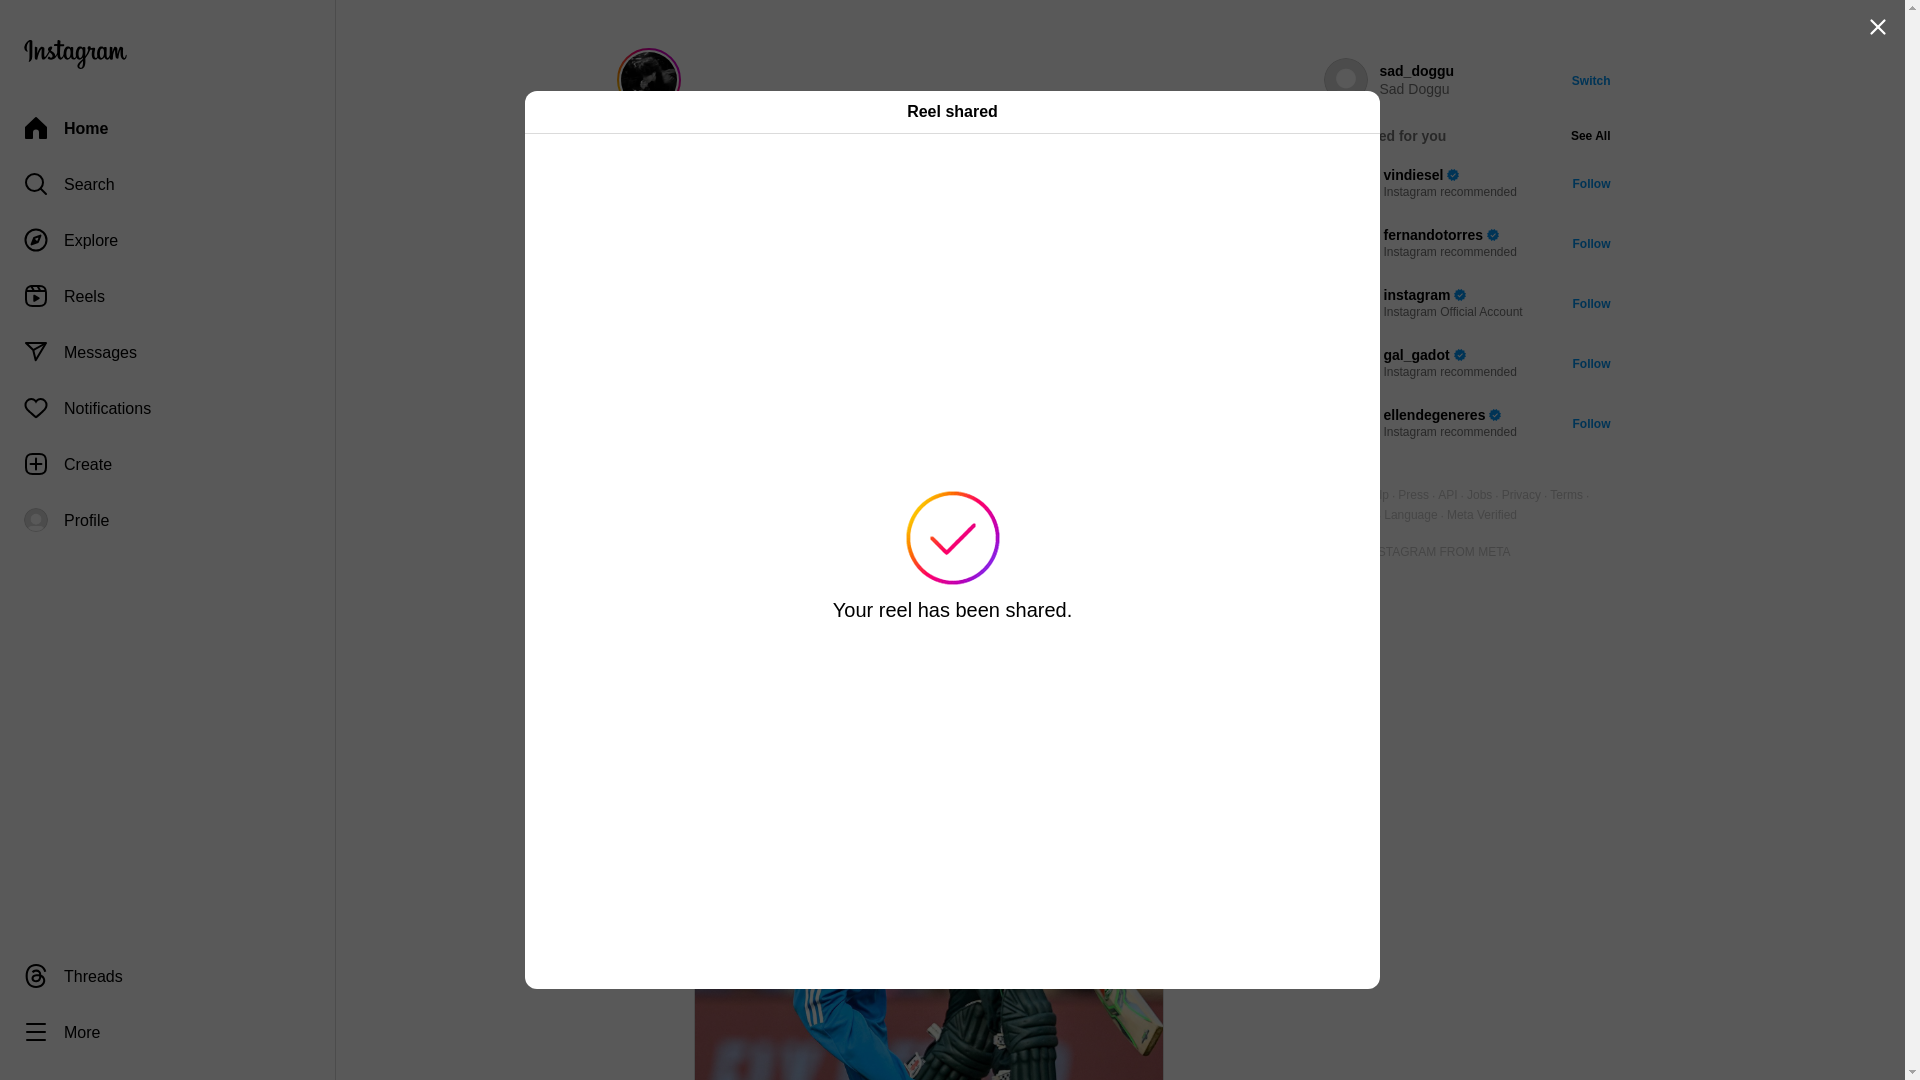 Instagram
Home
Search
Explore
Reels
Messages
Notifications
Create
Profile
Threads
More
Reel shared
Your reel has been shared.
sad_doggu
Sad Doggu
Switch
for you
See All
vindiesel
Instagram recommended
Follow
fernandotorres
Instagram recommended
Follow
instagram
Instagram Official Account
Follow
gal_gadot
Instagram recommended
Follow
ellendegeneres
Instagram recommended
Follow
· Press · API · Jobs · Privacy · Terms ·
Language · Meta Verified
FROM META